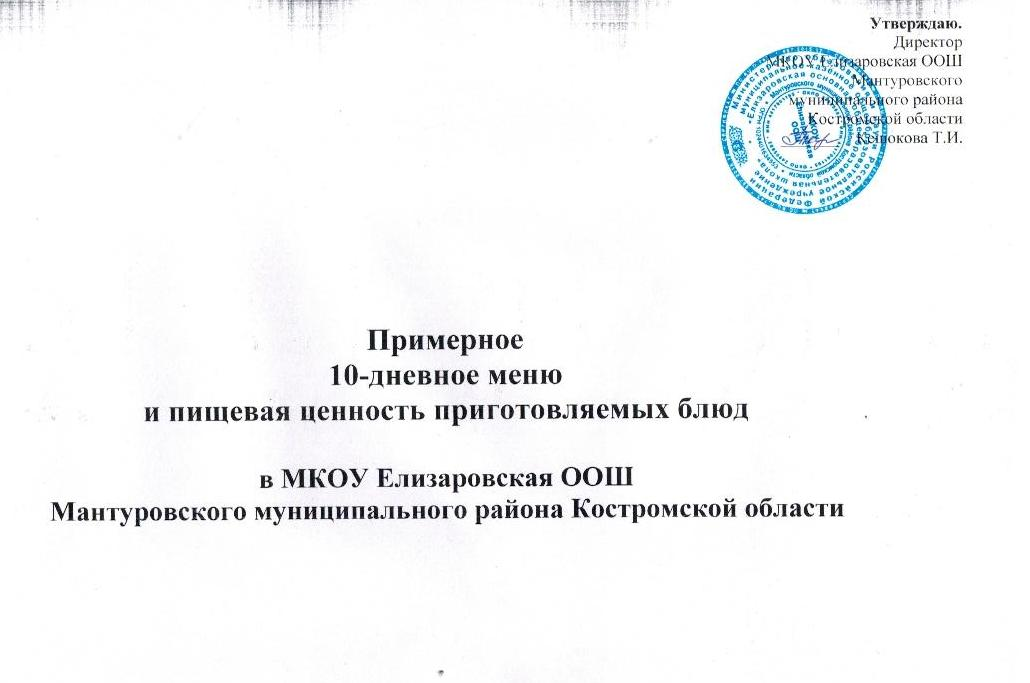 Утверждаю.
Директор
МКОУ Елизаровская ООШ
Мантуровского
муниципального района
Костромской области
Т.И.
Примерное
10-дневное меню
и пищевая ценность приготовляемых блюд
в МКОУ Елизаровская ООШ
Мантуровского муниципального района Костромской области